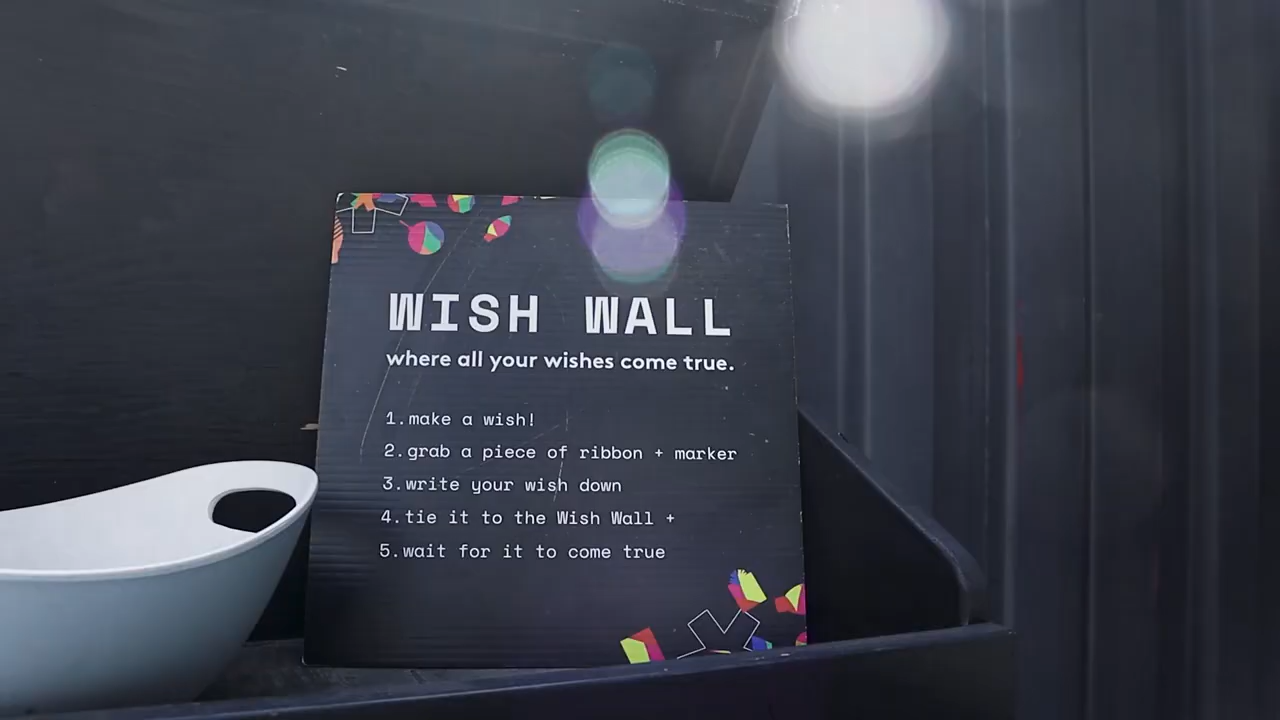 WISH WALL
where all your wishes come true.
1.make a wish!
2.grab a piece of ribbon + marker
3.write your wish down
4.tie it to the Wish Wall +
5.wait for it to come true